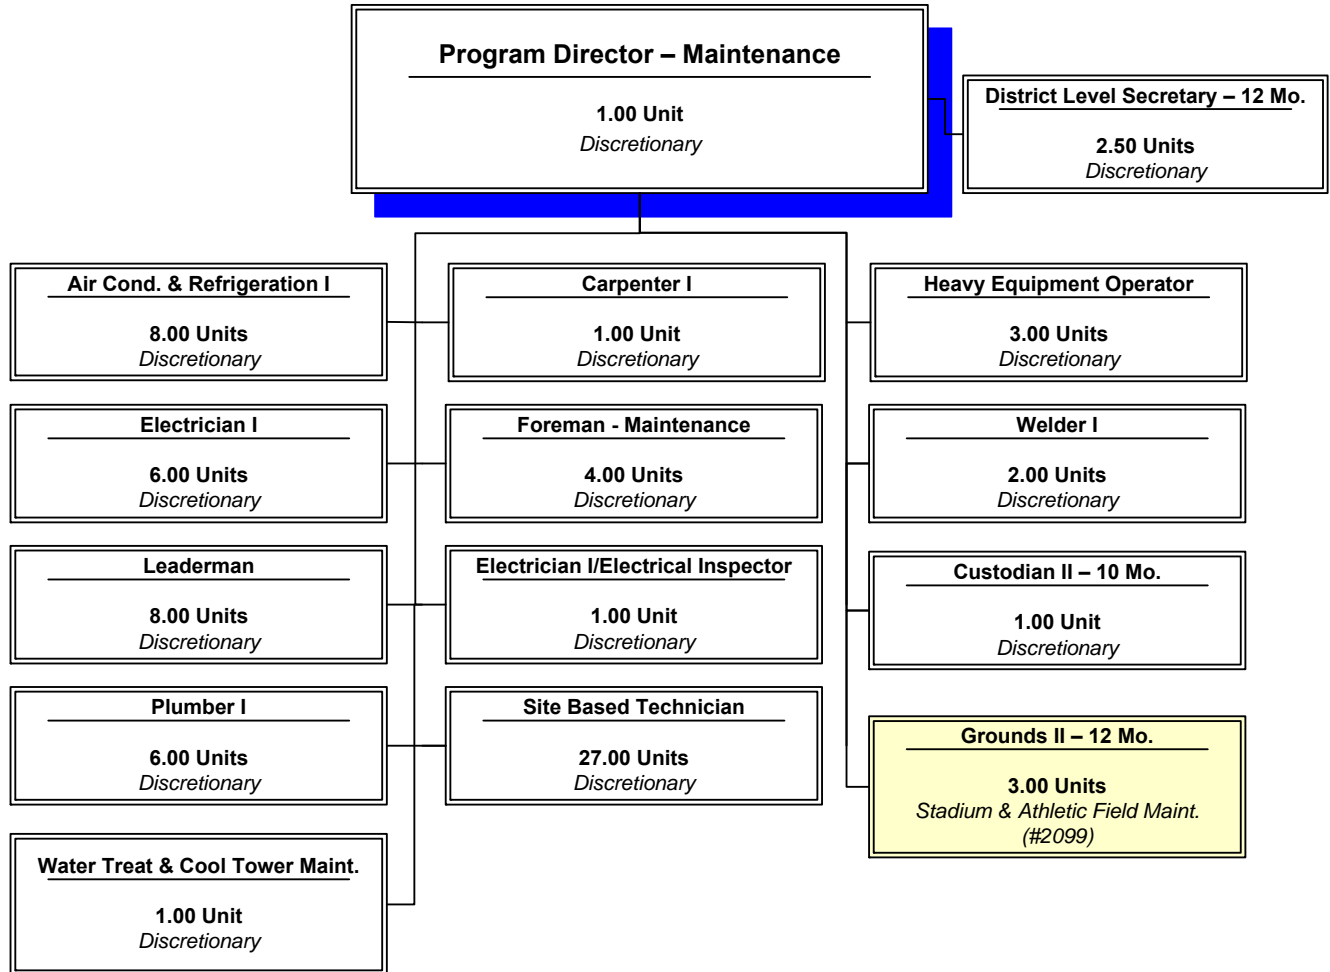 Program Director – Maintenance
1.00 Unit
Discretionary
District Level Secretary – 12 Mo.
2.50 Units
Discretionary
Air Cond. & Refrigeration I
8.00 Units
Discretionary
Carpenter I
1.00 Unit
Discretionary
Heavy Equipment Operator
3.00 Units
Discretionary
Electrician I
6.00 Units
Discretionary
Foreman - Maintenance
4.00 Units
Discretionary
Welder I
2.00 Units
Discretionary
Leaderman
8.00 Units
Discretionary
Electrician I/Electrical Inspector
1.00 Unit
Discretionary
Custodian II – 10 Mo.
1.00 Unit
Discretionary
Plumber I
6.00 Units
Discretionary
Site Based Technician
27.00 Units
Discretionary
Grounds II – 12 Mo.
3.00 Units
Stadium & Athletic Field Maint.
(#2099)
Water Treat & Cool Tower Maint.
1.00 Unit
Discretionary